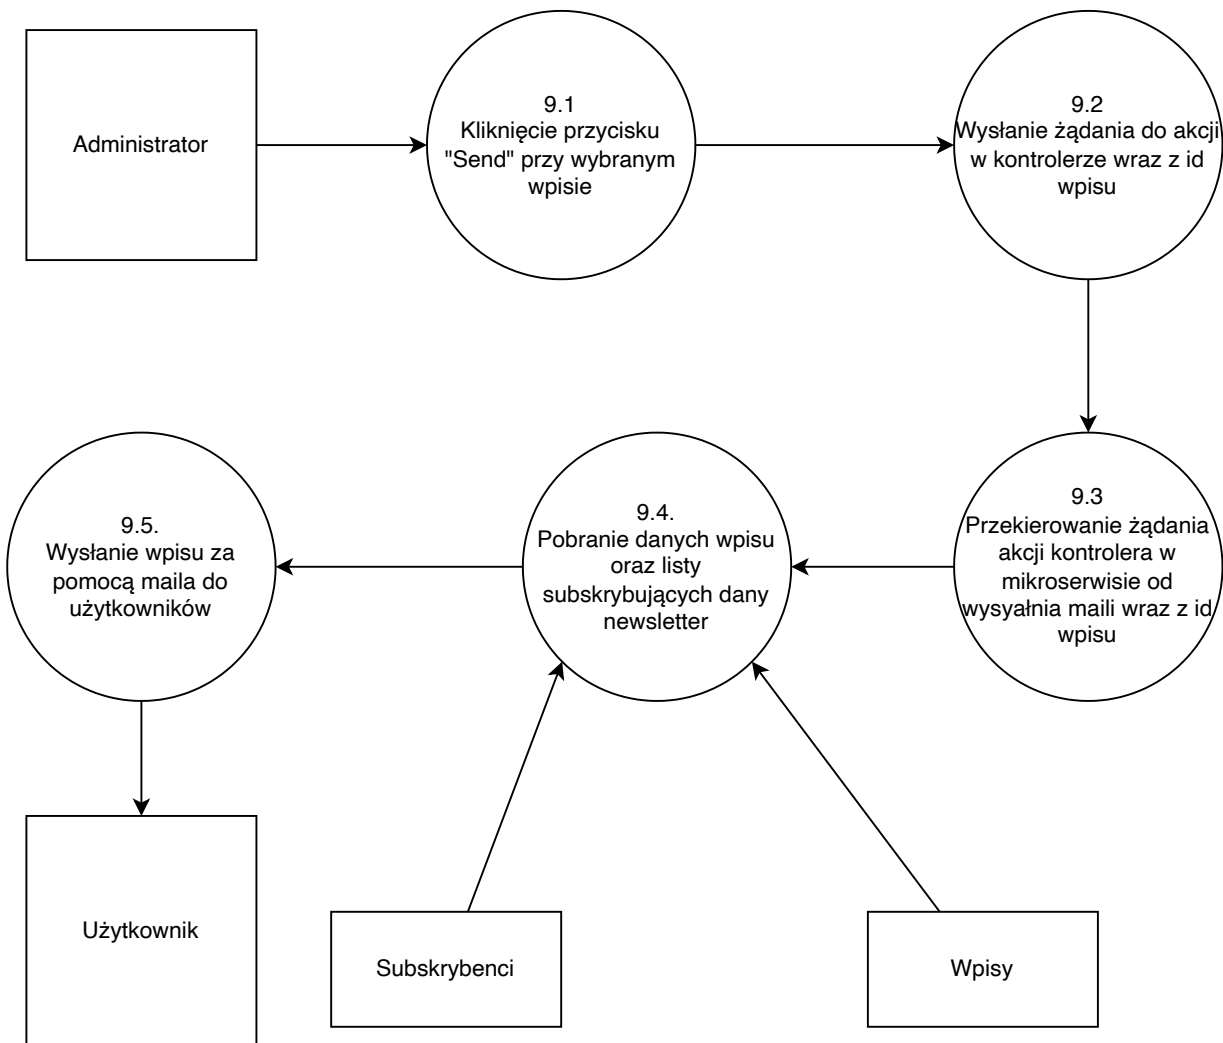 Administrator
9.1
Kliknięcie przycisku
"Send" przy wybranym
wpisie
9.2
Wysłanie żądania do akcji
w kontrolerze wraz z id
wpisu
9.5.
Wysłanie wpisu za
pomocą maila do
użytkowników
9.4.
Pobranie danych wpisu
oraz listy
subskrybujących dany
newsletter
9.3
Przekierowanie żądania
akcji kontrolera w
mikroserwisie od
wysyałnia maili wraz z id
wpisu
Użytkownik
Subskrybenci
Wpisy